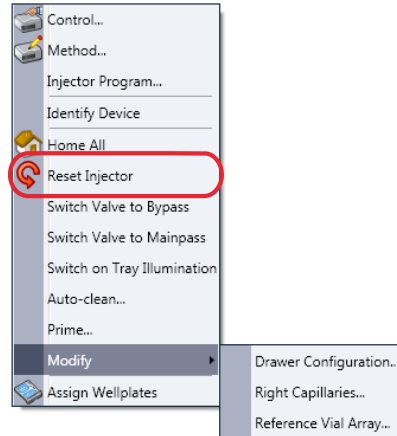 Control...
Method...
Injector Program...
Identify Device
Home All
Reset Injector
Switch Valve to Bypass
Switch Valve to Mainpass
Switch on Tray Illumination
Auto-clean...
Prime...
Modify
Assign Wellplates
Drawer Configuration..
Right Capillaries...
Reference Vial Array...